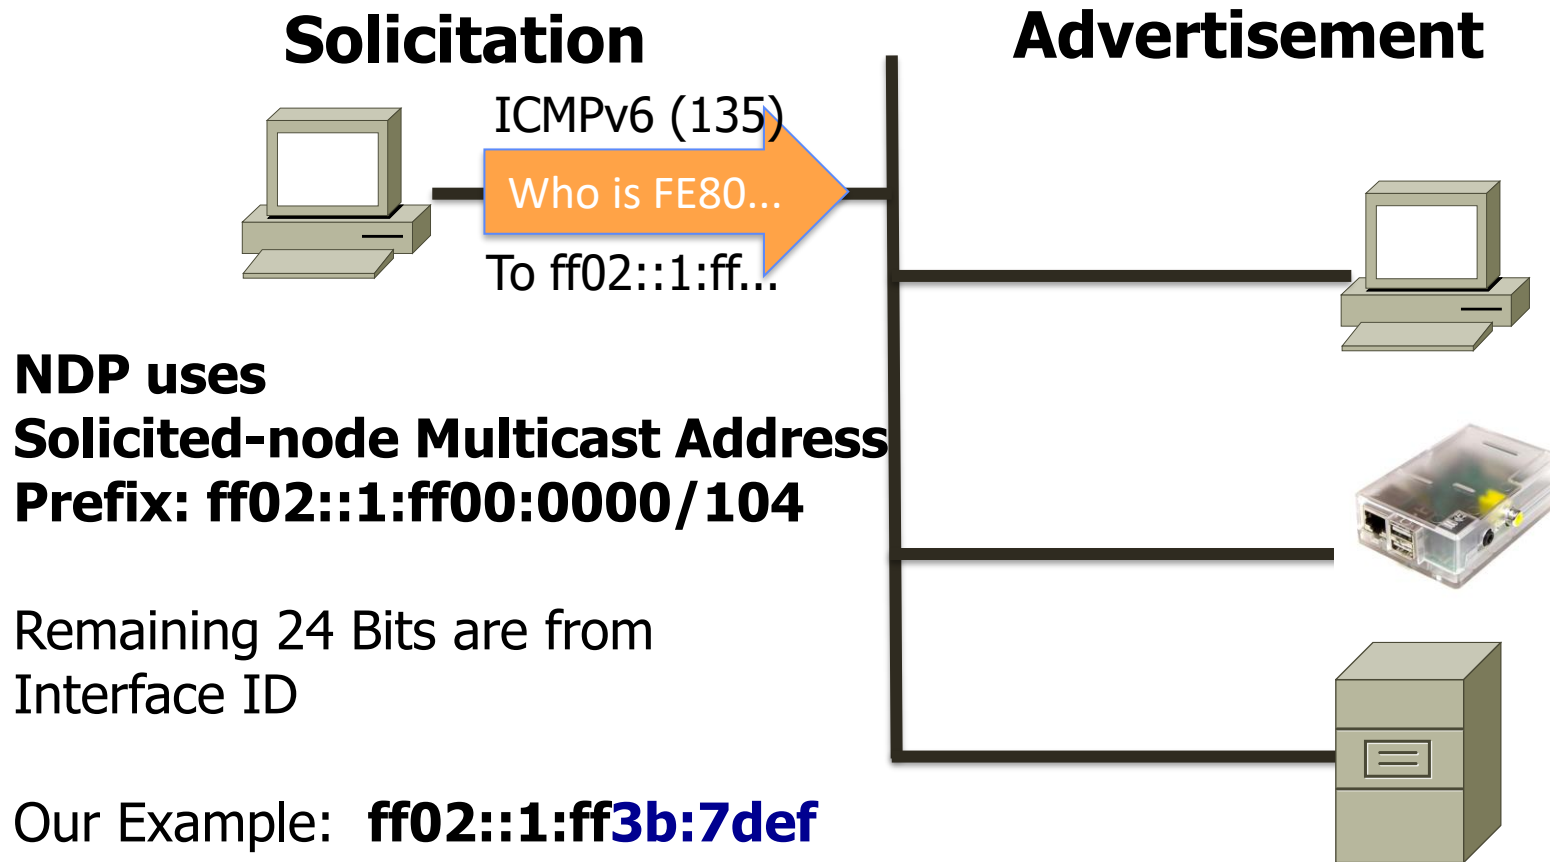 Solicitation
Advertisement
ICMPv6 (135)
Who is FE80...
To ff02::1:ff...
NDP uses
Solicited-node Multicast Address
Prefix: ff02::1:ff00:0000/104
Remaining 24 Bits are from
Interface ID
Our Example: ff02::1:ff3b:7def